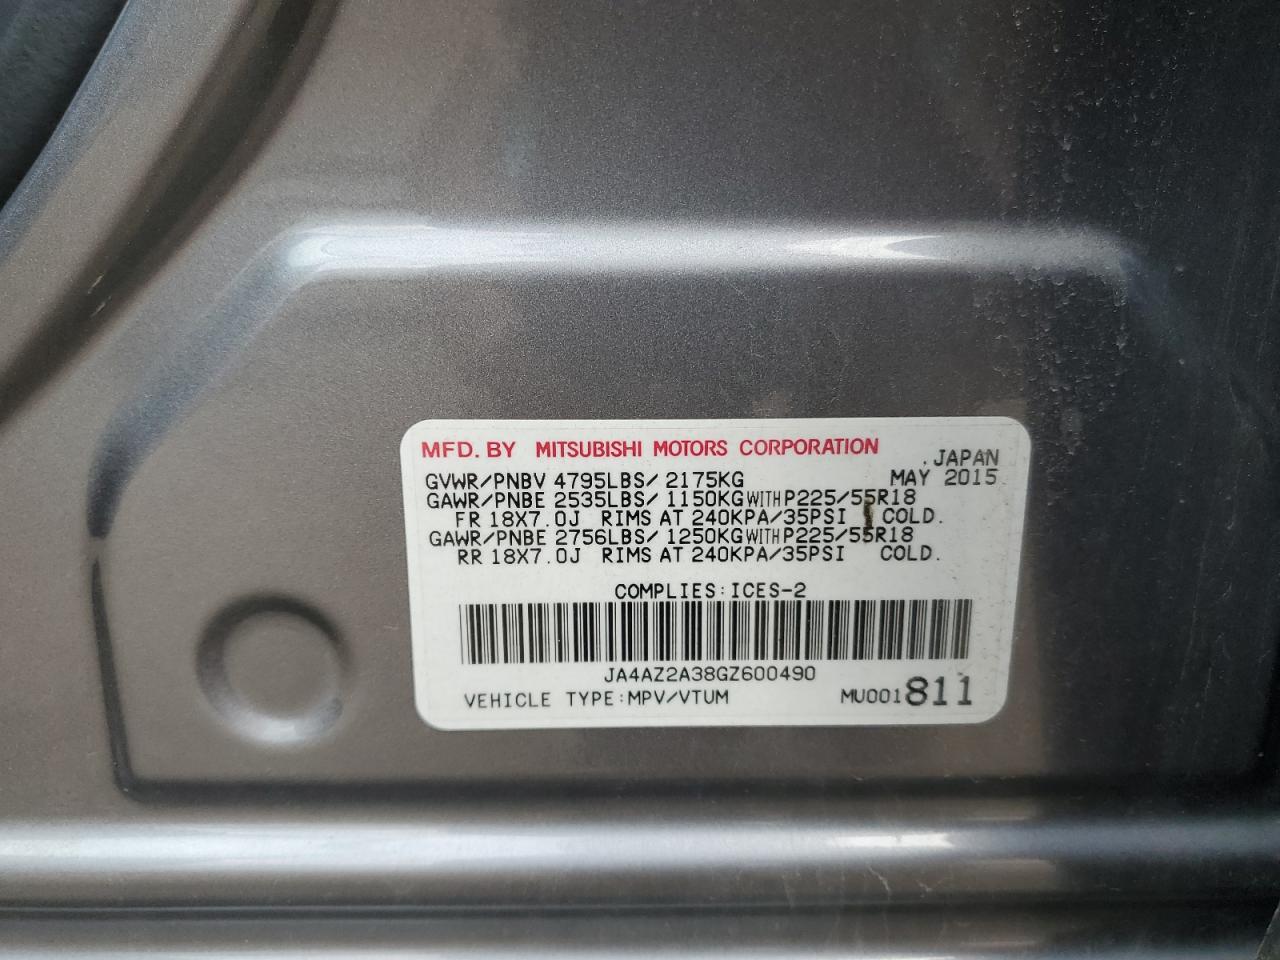 MFD. BY MITSUBISHI MOTORS CORPORATION
.JAPAN
GVWR/PNBV 4795LBS/ 2175KG MAY 2015
GAWR/PNBE 2535LBS/ 1150KG WITH P225/55R18
FR 18X7.0J RIMS AT 240KPA/35PSI COLD.
GAWR/PNBE 2756LBS/ 1250KG WITH P225/55R18
RR 18X7.0J RIMS AT 240KPA/35PSI COLD.
COMPLIES:ICES-2
JA4AZ2A38GZ600490
VEHICLE TYPE:MPV/VTUM MU001811